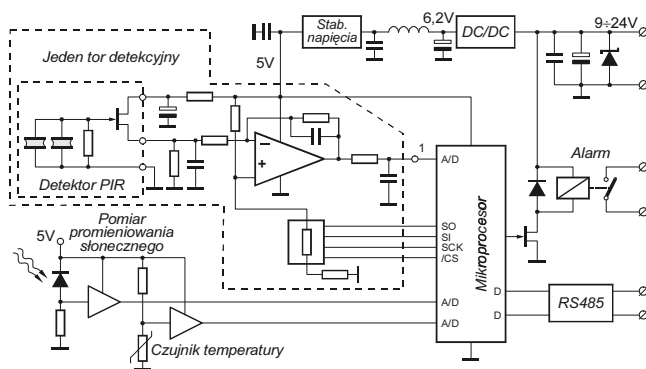 Stab.
napięcia
6,2V
DC/DC
9÷24V
5V
Jeden tor detekcyjny
Detektor PIR
1
A/D
Alarm
Mikroprocesor
SO
SI
SCK
/CS
Pomiar
promieniowania
słonecznego
5V
A/D
A/D
D
D
RS485
Czujnik temperatury